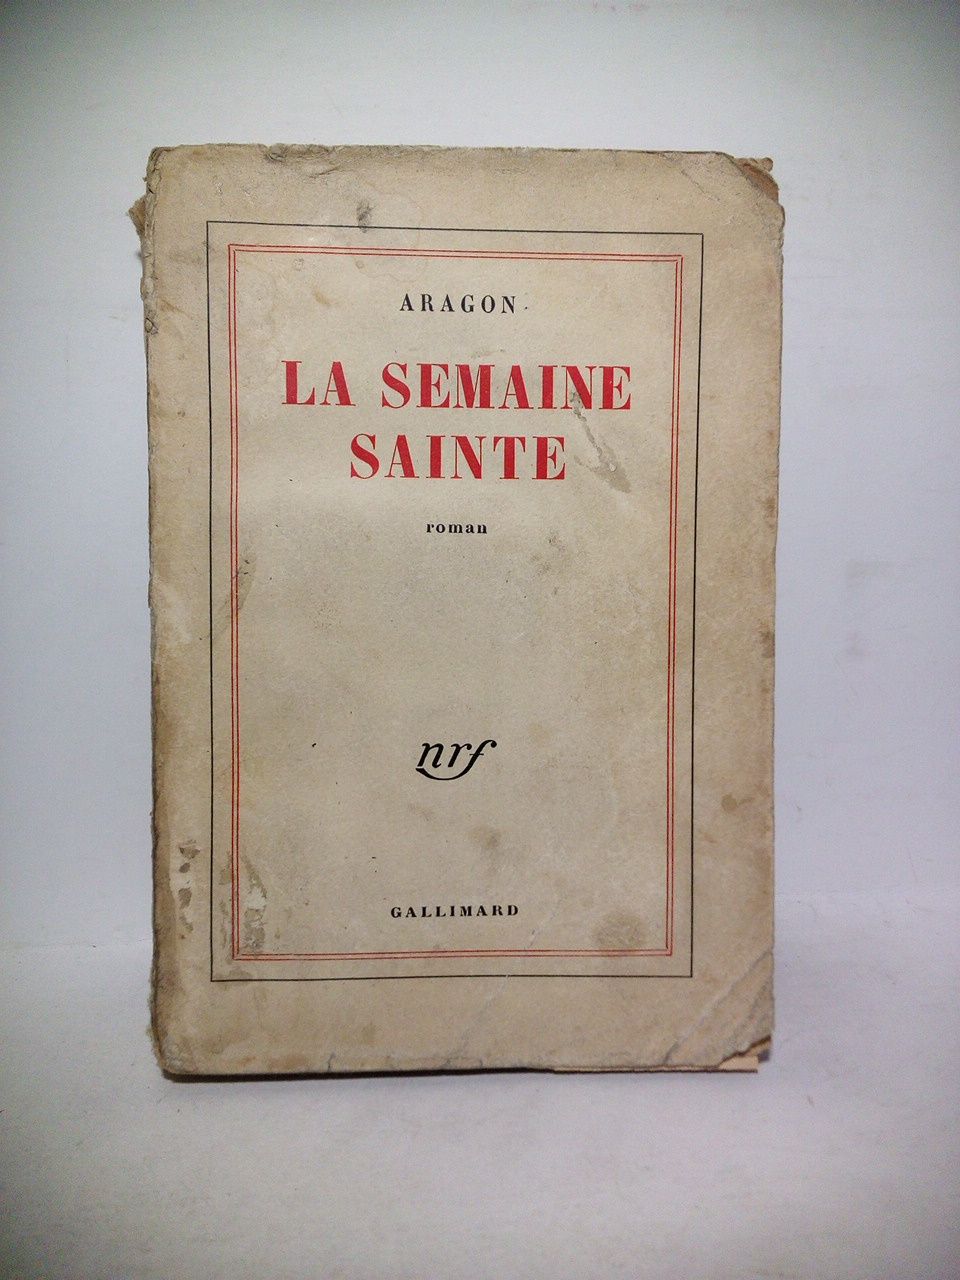 ARAGON
LA SEMAINE
SAINTE
roman
nrf
GALLIMARD